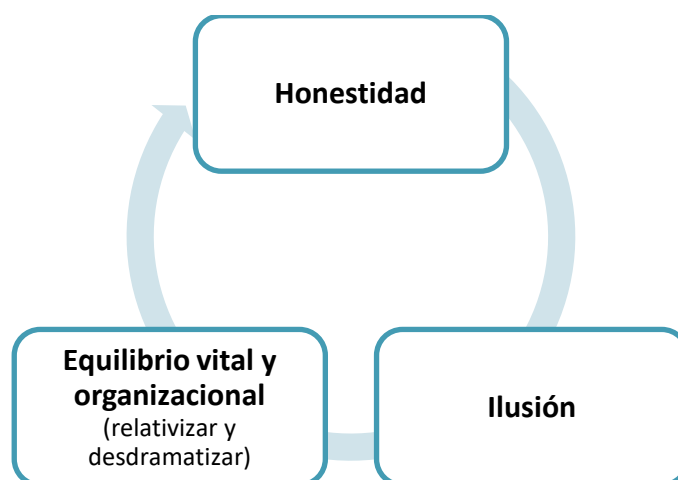 Honestidad
Equilibrio vital y
organizacional
(relativizar y
desdramatizar)
Ilusión